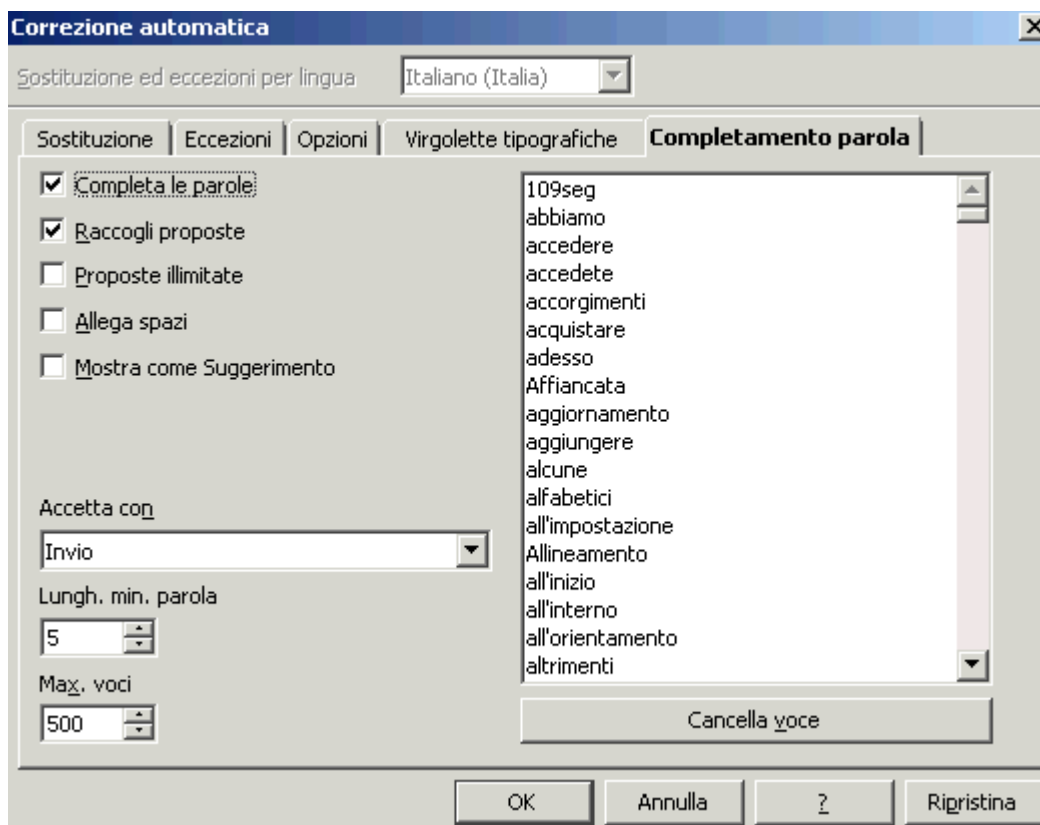 Correzione automatica
Sostituzione ed eccezioni per lingua Italiano (Italia)
Sostituzione Eccezioni Opzioni Virgolette tipografiche Completamento parola
Completa le parole
Raccogli proposte
Proposte illimitate
Allega spazi
Mostra come Suggerimento
Accetta con
Invio
Lungh. min. parola
5
Max. voci
500
109seg
abbiamo
accedere
accedete
accorgimenti
acquistare
adesso
Affiancata
aggiornamento
aggiungere
alcune
alfabetici
all'impostazione
Allineamento
all'inizio
all'interno
all'orientamento
altrimenti
Cancella voce
OK Annulla ? Ripristina